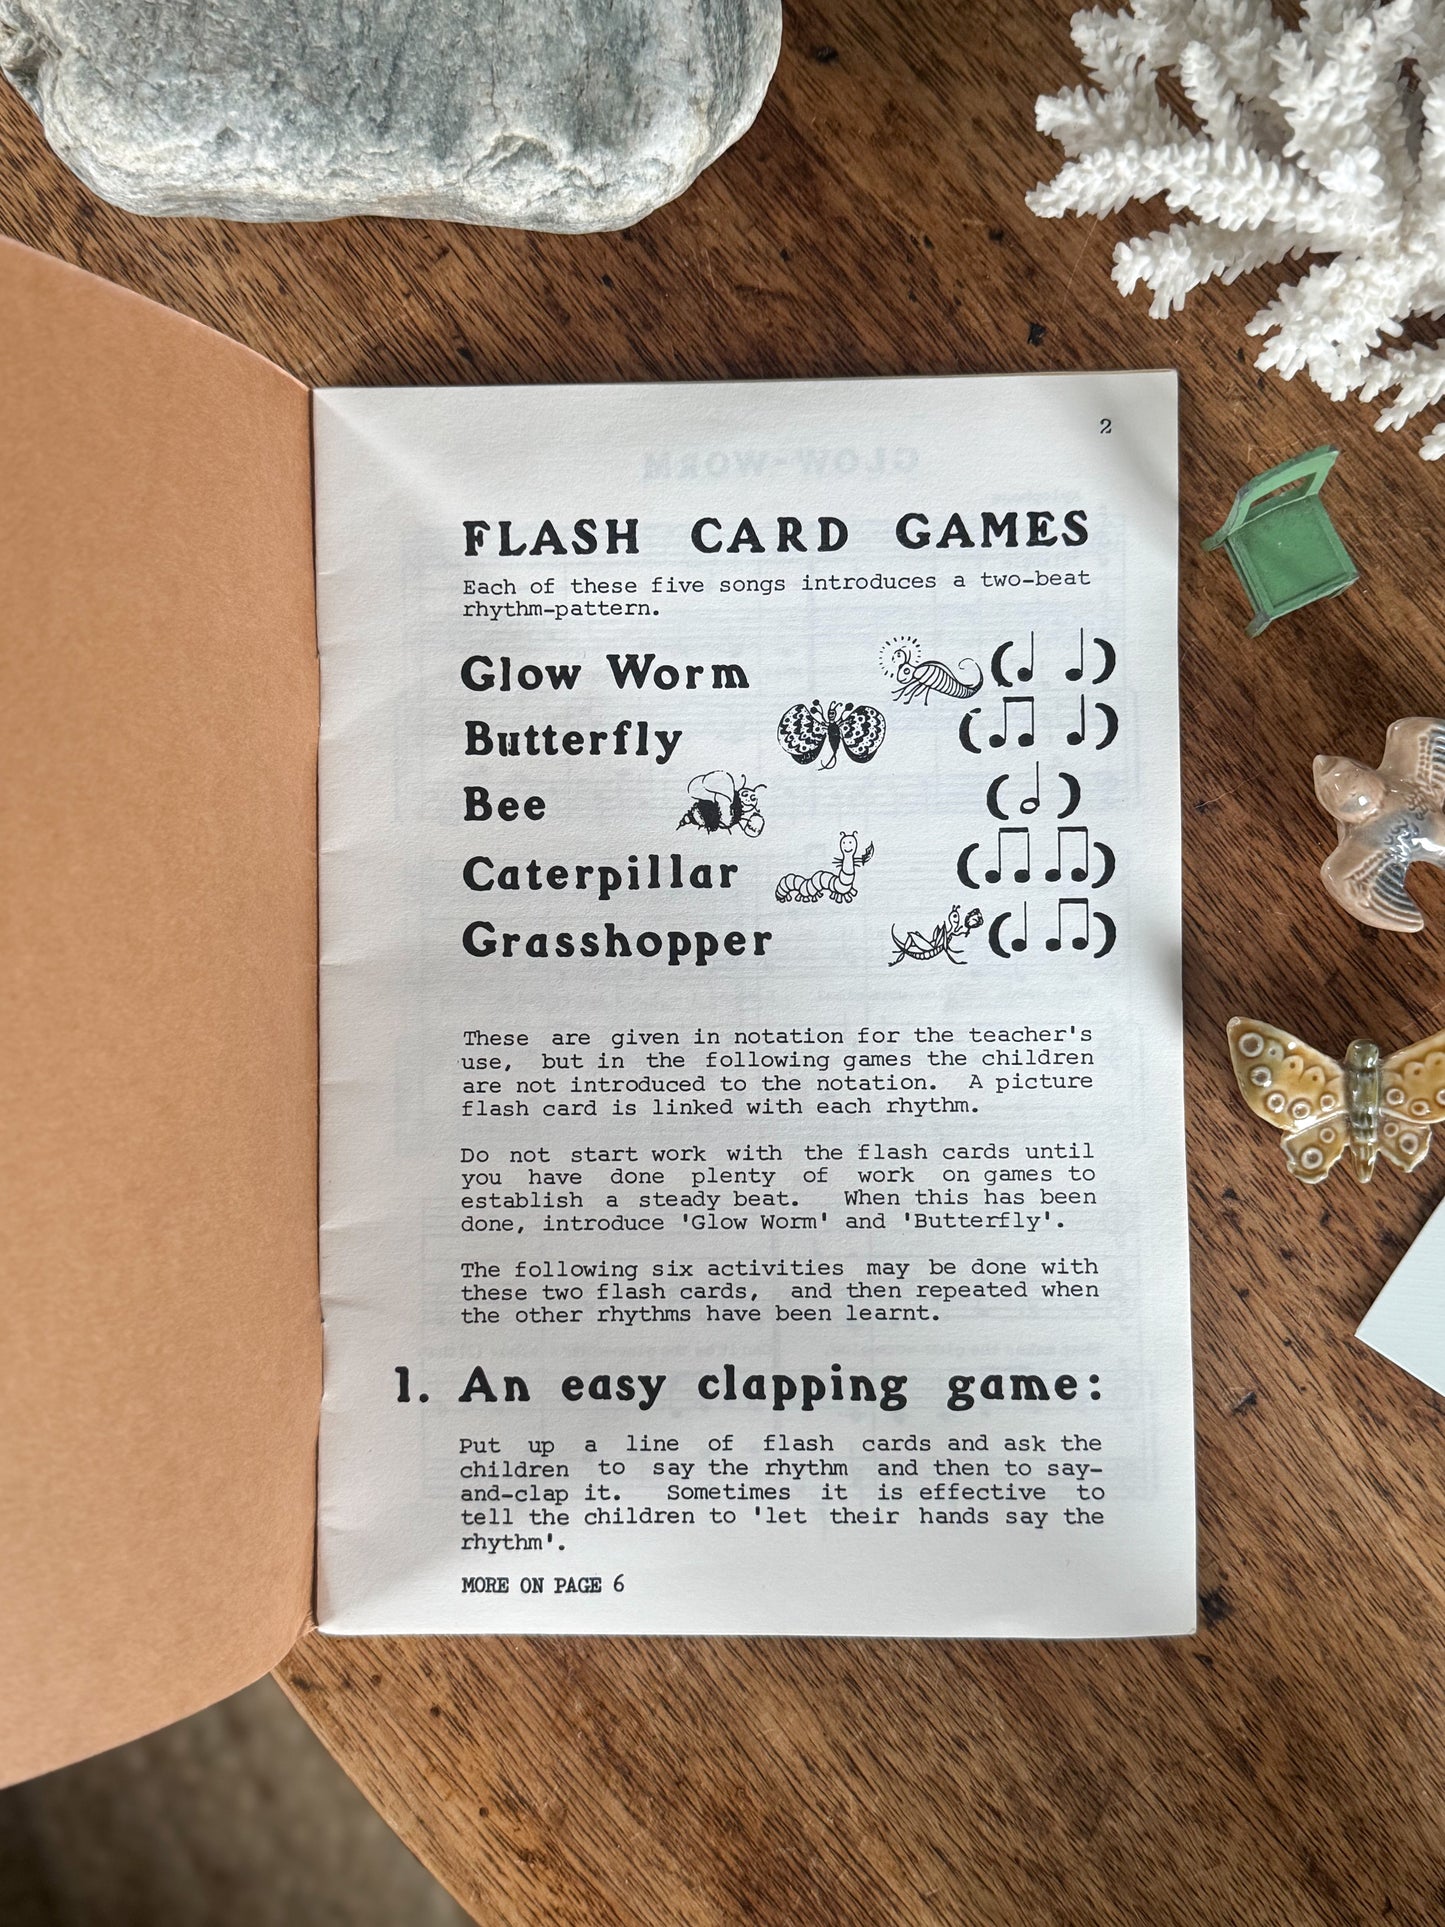 2
FLASH CARD GAMES
Each of these five songs introduces a two-beat
rhythm-pattern.
Glow Worm (♩ ♩)
Butterfly (♫ ♩)
Bee (𝅗𝅥)
Caterpillar (♫ ♫)
Grasshopper (♩ ♫)
These are given in notation for the teacher's
use, but in the following games the children
are not introduced to the notation. A picture
flash card is linked with each rhythm.
Do not start work with the flash cards until
you have done plenty of work on games to
establish a steady beat. When this has been
done, introduce 'Glow Worm' and 'Butterfly'.
The following six activities may be done with
these two flash cards, and then repeated when
the other rhythms have been learnt.
1. An easy clapping game:
Put up a line of flash cards and ask the
children to say the rhythm and then to say-
and-clap it. Sometimes it is effective to
tell the children to 'let their hands say the
rhythm'.
MORE ON PAGE 6